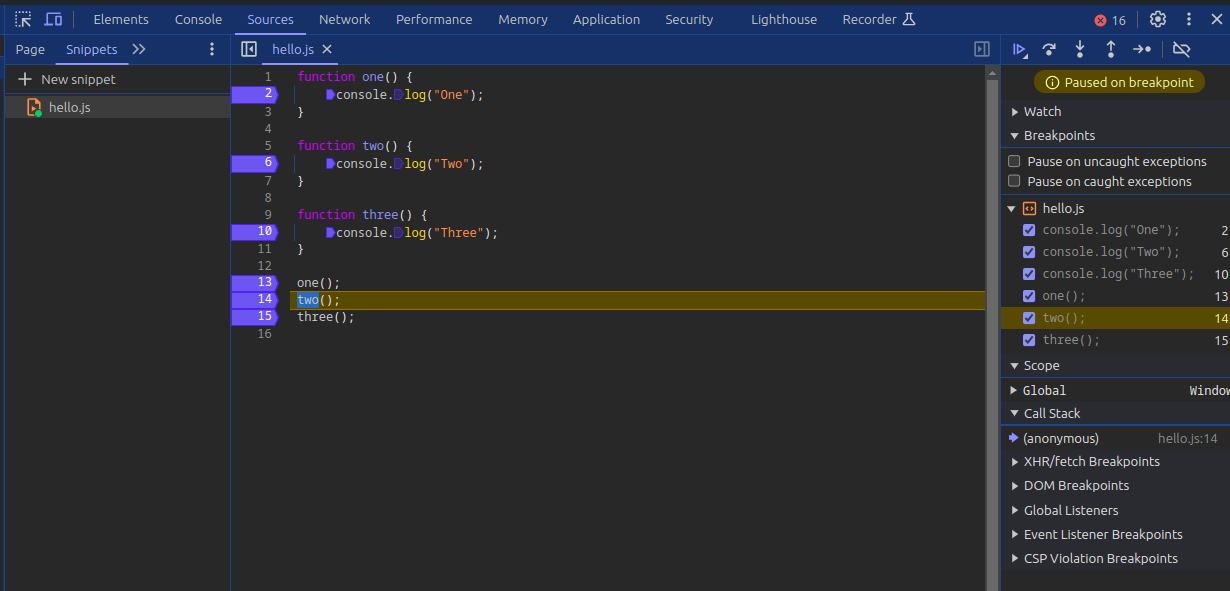 Elements Console Sources Network Performance Memory Application Security Lighthouse Recorder 16
Page Snippets hello.js
New snippet
hello.js
1 function one() {
2 console.log("One");
3 }
4
5 function two() {
6 console.log("Two");
7 }
8
9 function three() {
10 console.log("Three");
11 }
12
13 one();
14 two();
15 three();
16
Paused on breakpoint
Watch
Breakpoints
Pause on uncaught exceptions
Pause on caught exceptions
hello.js
console.log("One"); 2
console.log("Two"); 6
console.log("Three"); 10
one(); 13
two(); 14
three(); 15
Scope
Global Window
Call Stack
(anonymous) hello.js:14
XHR/fetch Breakpoints
DOM Breakpoints
Global Listeners
Event Listener Breakpoints
CSP Violation Breakpoints